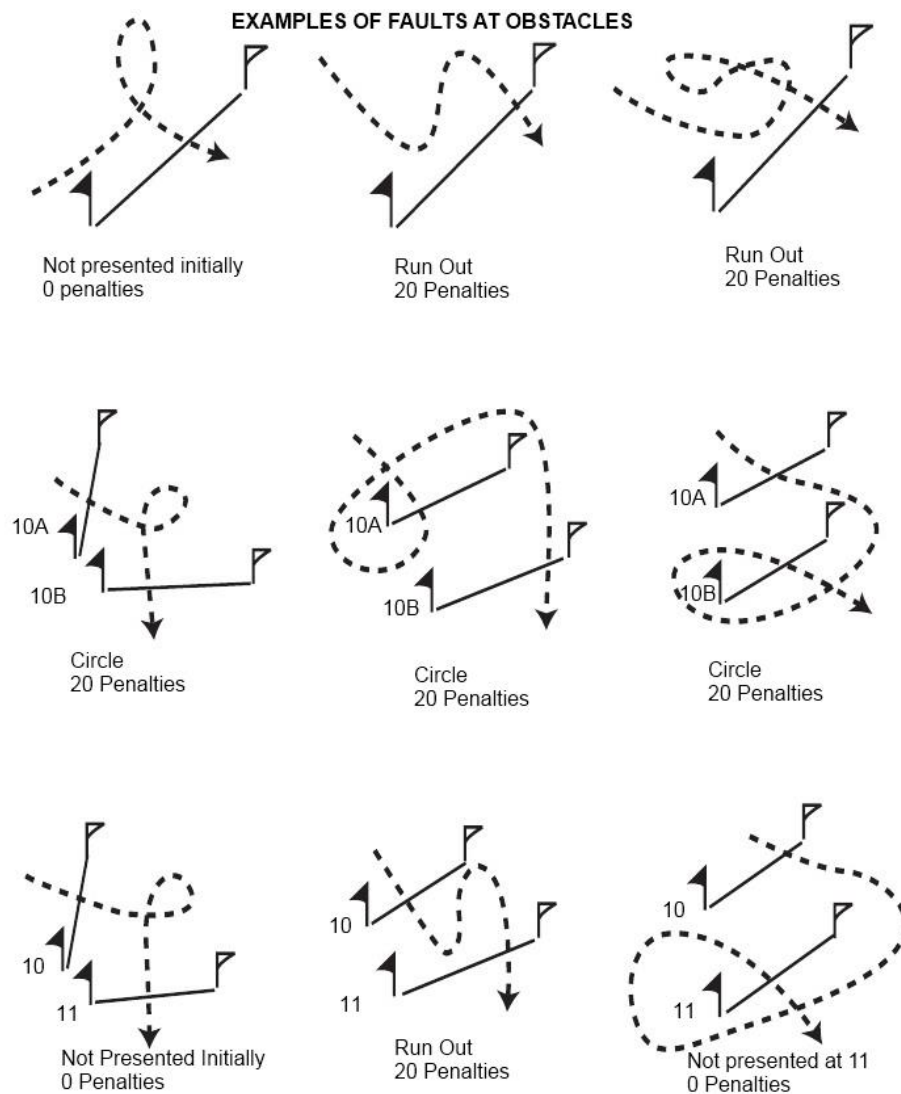 EXAMPLES OF FAULTS AT OBSTACLES
Not presented initially
0 penalties
Run Out
20 Penalties
Run Out
20 Penalties
10A
10B
Circle
20 Penalties
10A
10B
Circle
20 Penalties
10A
10B
Circle
20 Penalties
10
11
Not Presented Initially
0 Penalties
10
11
Run Out
20 Penalties
10
11
Not presented at 11
0 Penalties